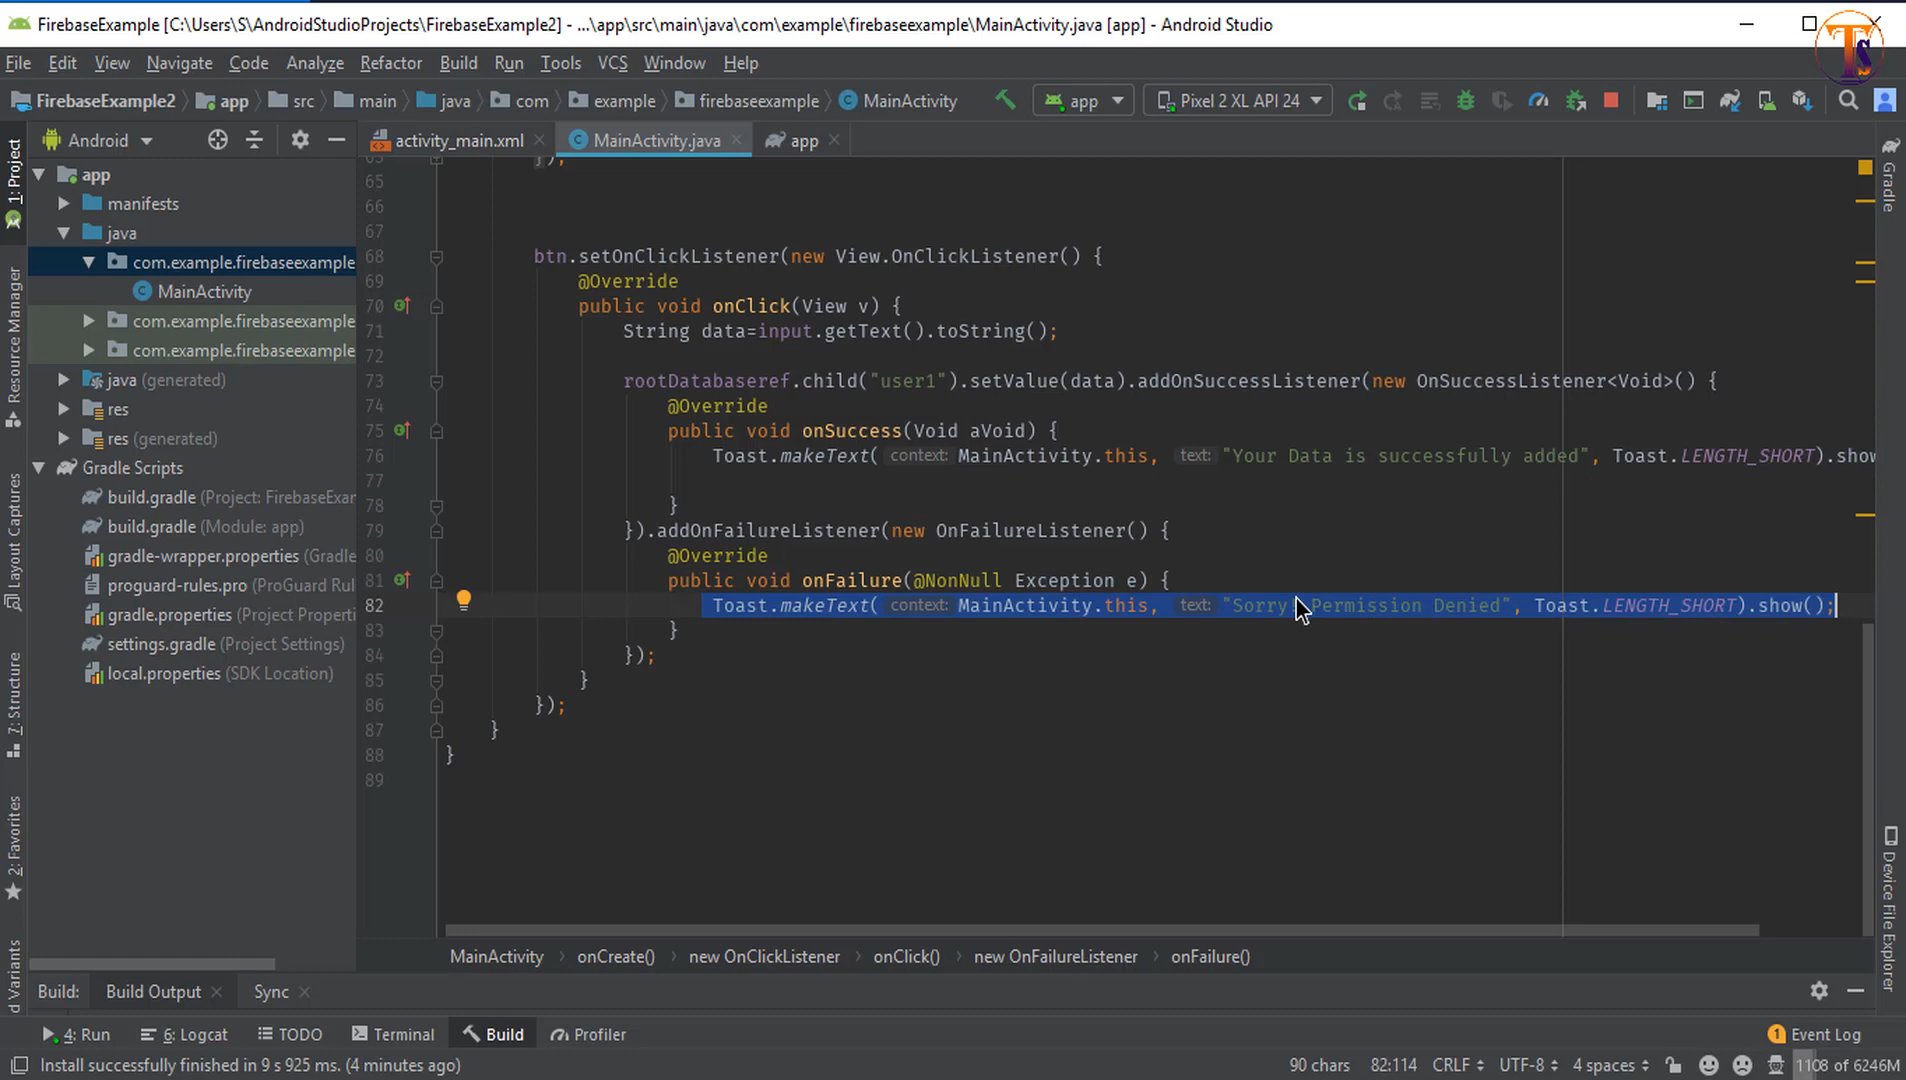 FirebaseExample [C:\Users\S\AndroidStudioProjects\FirebaseExample2] - ...\app\src\main\java\com\example\firebaseexample\MainActivity.java [app] - Android Studio
TS
File Edit View Navigate Code Analyze Refactor Build Run Tools VCS Window Help
FirebaseExample2 app src main java com example firebaseexample MainActivity app Pixel 2 XL API 24
Android
activity_main.xml
MainActivity.java
app
1: Project
Resource Manager
Layout Captures
7: Structure
2: Favorites
d Variants
app
manifests
java
com.example.firebaseexample
MainActivity
com.example.firebaseexample
com.example.firebaseexample
java (generated)
res
res (generated)
Gradle Scripts
build.gradle (Project: FirebaseExar
build.gradle (Module: app)
gradle-wrapper.properties (Gradle
proguard-rules.pro (ProGuard Rul
gradle.properties (Project Properti
settings.gradle (Project Settings)
local.properties (SDK Location)
});
65
66
67
68 btn.setOnClickListener(new View.OnClickListener() {
69 @Override
70 public void onClick(View v) {
71 String data=input.getText().toString();
72
73 rootDatabaseref.child("user1").setValue(data).addOnSuccessListener(new OnSuccessListener<Void>() {
74 @Override
75 public void onSuccess(Void aVoid) {
76 Toast.makeText( context: MainActivity.this, text: "Your Data is successfully added", Toast.LENGTH_SHORT).show
77
78 }
79 }).addOnFailureListener(new OnFailureListener() {
80 @Override
81 public void onFailure(@NonNull Exception e) {
82 Toast.makeText( context: MainActivity.this, text: "Sorry Permission Denied", Toast.LENGTH_SHORT).show();
83 }
84 });
85 }
86 });
87 }
88 }
89
Gradle
Device File Explorer
MainActivity onCreate() new OnClickListener onClick() new OnFailureListener onFailure()
Build: Build Output Sync
4: Run 6: Logcat TODO Terminal Build Profiler 1 Event Log
Install successfully finished in 9 s 925 ms. (4 minutes ago) 90 chars 82:114 CRLF UTF-8 4 spaces 1108 of 6246M